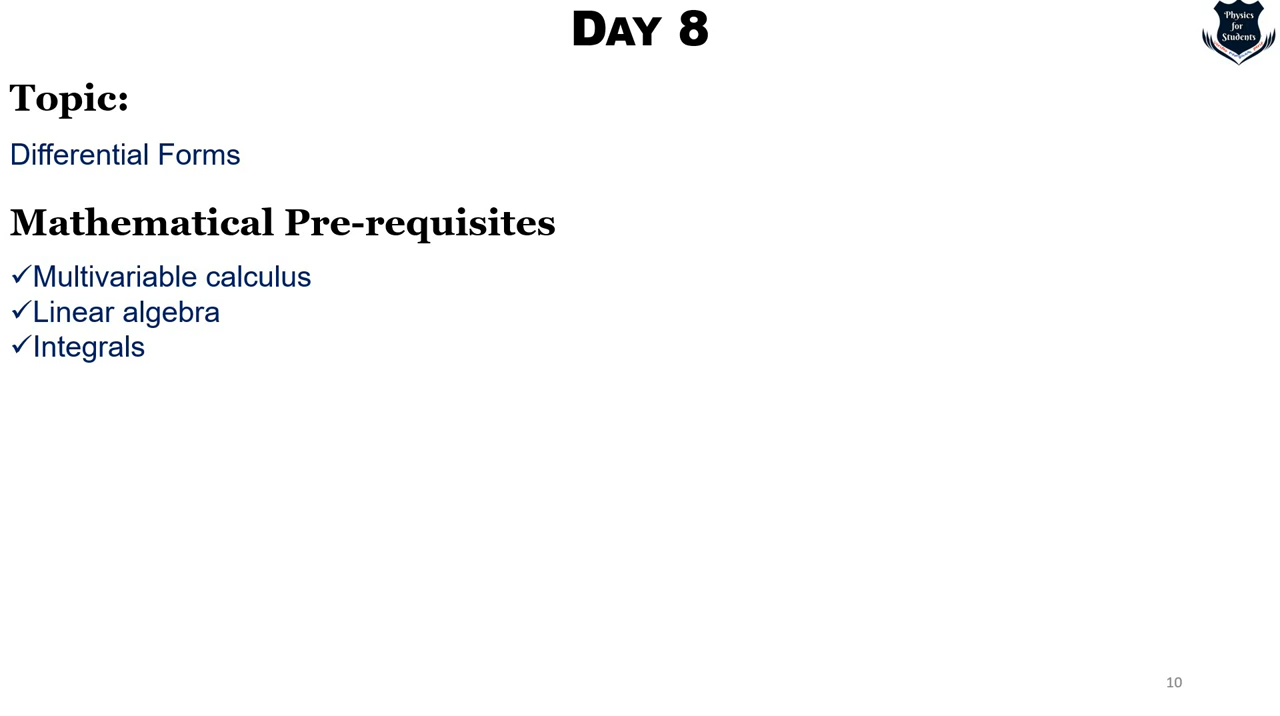 DAY 8
Physics
for
Students
Topic:
Differential Forms
Mathematical Pre-requisites
✓Multivariable calculus
✓Linear algebra
✓Integrals
10